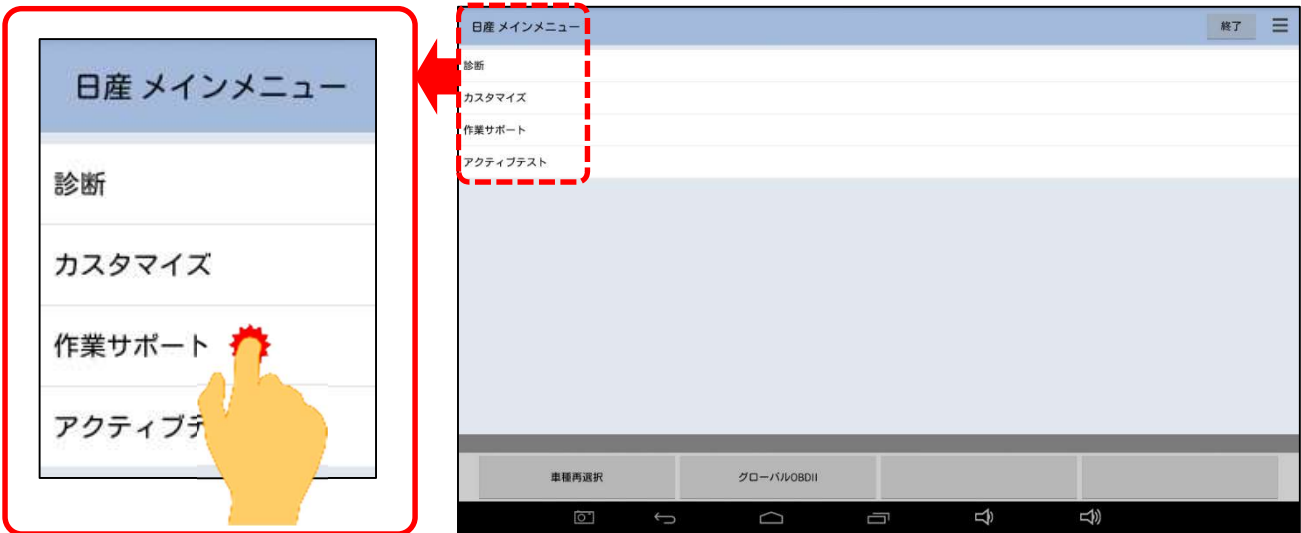 日産 メインメニュー
診断
カスタマイズ
作業サポート
アクティブテ
日産 メインメニュー
終了
診断
カスタマイズ
作業サポート
アクティブテスト
車種再選択
グローバルOBDII